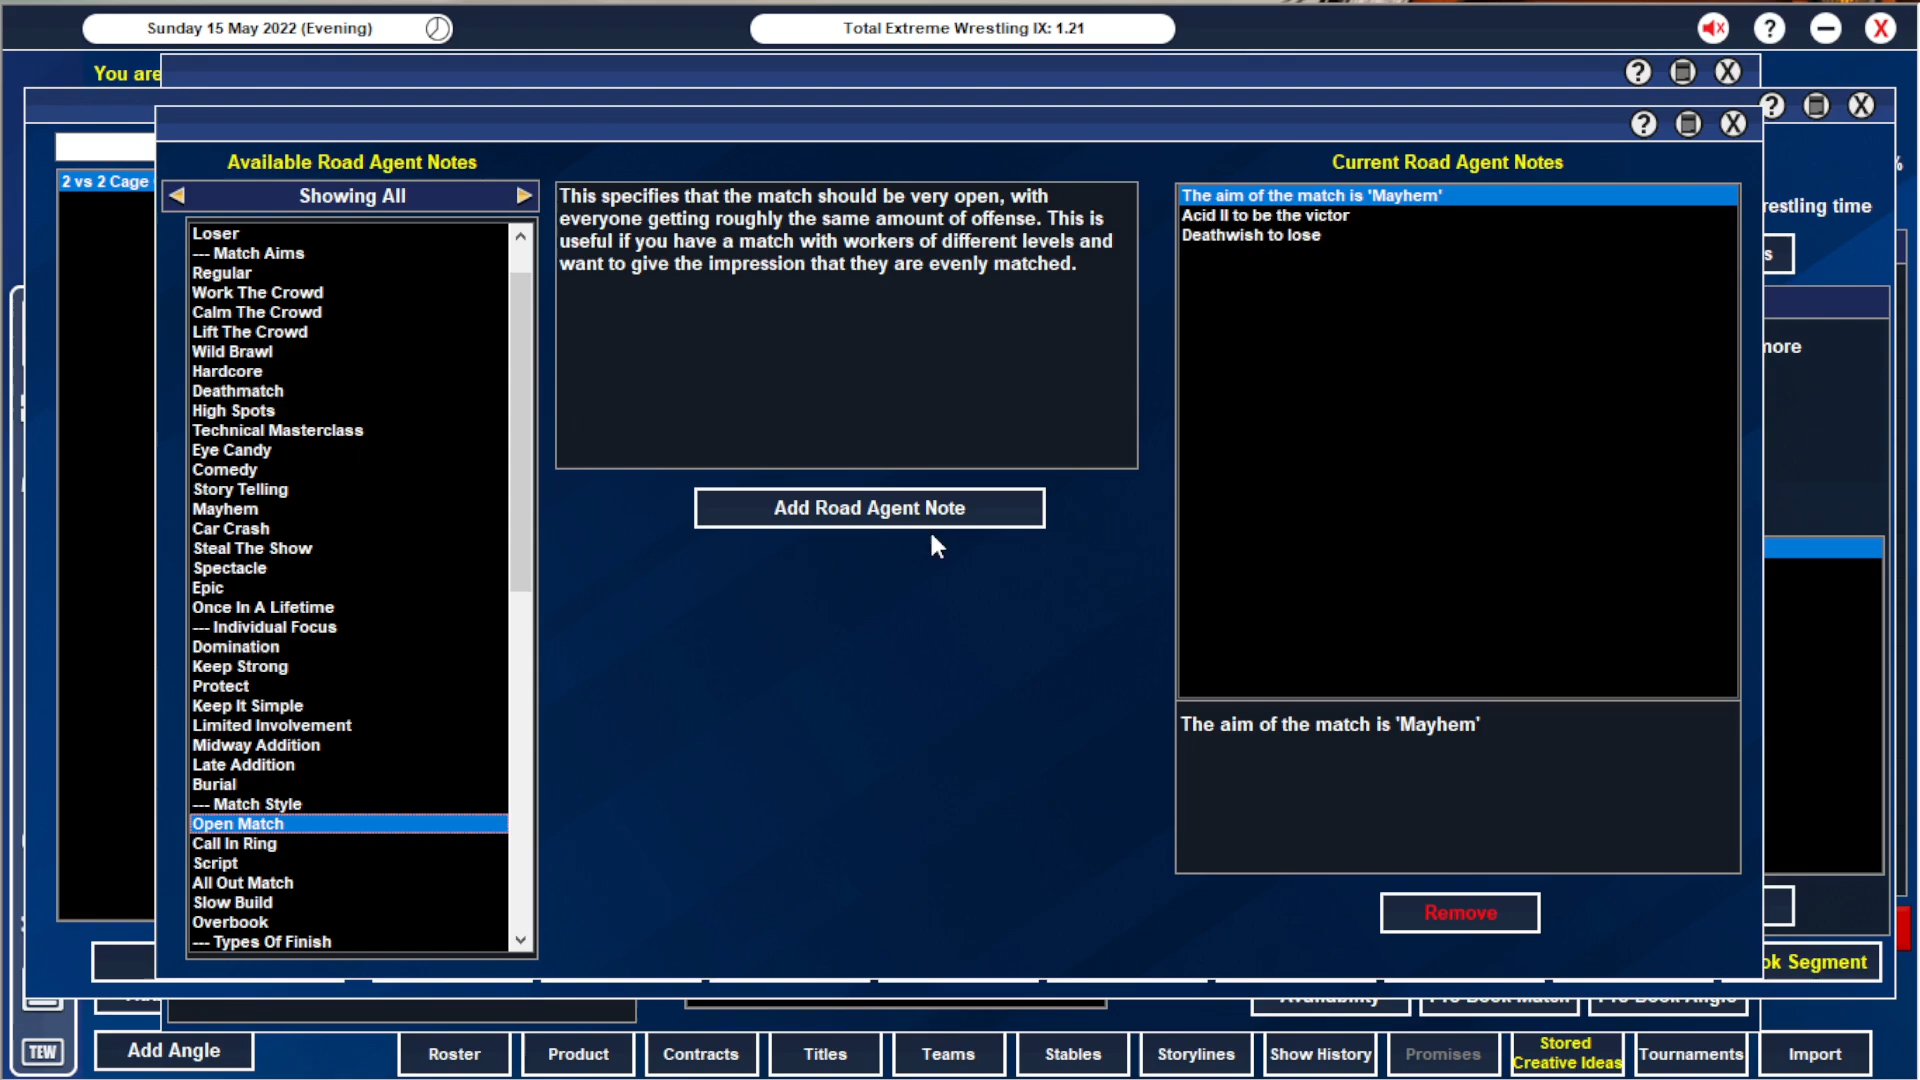 Sunday 15 May 2022 (Evening)
Total Extreme Wrestling IX: 1.21
You are
Available Road Agent Notes
Current Road Agent Notes
2 vs 2 Cage
Showing All
Loser
--- Match Aims
Regular
Work The Crowd
Calm The Crowd
Lift The Crowd
Wild Brawl
Hardcore
Deathmatch
High Spots
Technical Masterclass
Eye Candy
Comedy
Story Telling
Mayhem
Car Crash
Steal The Show
Spectacle
Epic
Once In A Lifetime
--- Individual Focus
Domination
Keep Strong
Protect
Keep It Simple
Limited Involvement
Midway Addition
Late Addition
Burial
--- Match Style
Open Match
Call In Ring
Script
All Out Match
Slow Build
Overbook
--- Types Of Finish
This specifies that the match should be very open, with
everyone getting roughly the same amount of offense. This is
useful if you have a match with workers of different levels and
want to give the impression that they are evenly matched.
Add Road Agent Note
The aim of the match is 'Mayhem'
Acid II to be the victor
Deathwish to lose
The aim of the match is 'Mayhem'
Remove
restling time
s
more
ok Segment
Availability
Pre Book Match
Pre Book Angle
TEW
Add Angle
Roster
Product
Contracts
Titles
Teams
Stables
Storylines
Show History
Promises
Stored
Creative Ideas
Tournaments
Import